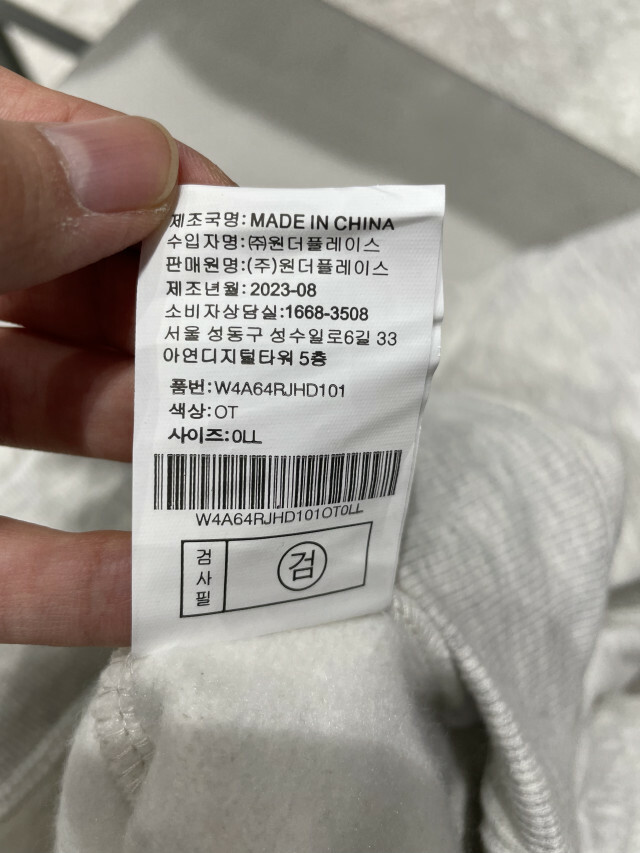 제조국명: MADE IN CHINA
수입자명:㈜원더플레이스
판매원명:(주)원더플레이스
제조년월: 2023-08
소비자상담실:1668-3508
서울 성동구 성수일로6길 33
아연디지털타워 5층
품번: W4A64RJHD101
색상: OT
사이즈: 0LL
W4A64RJHD101OT0LL
검사필
검